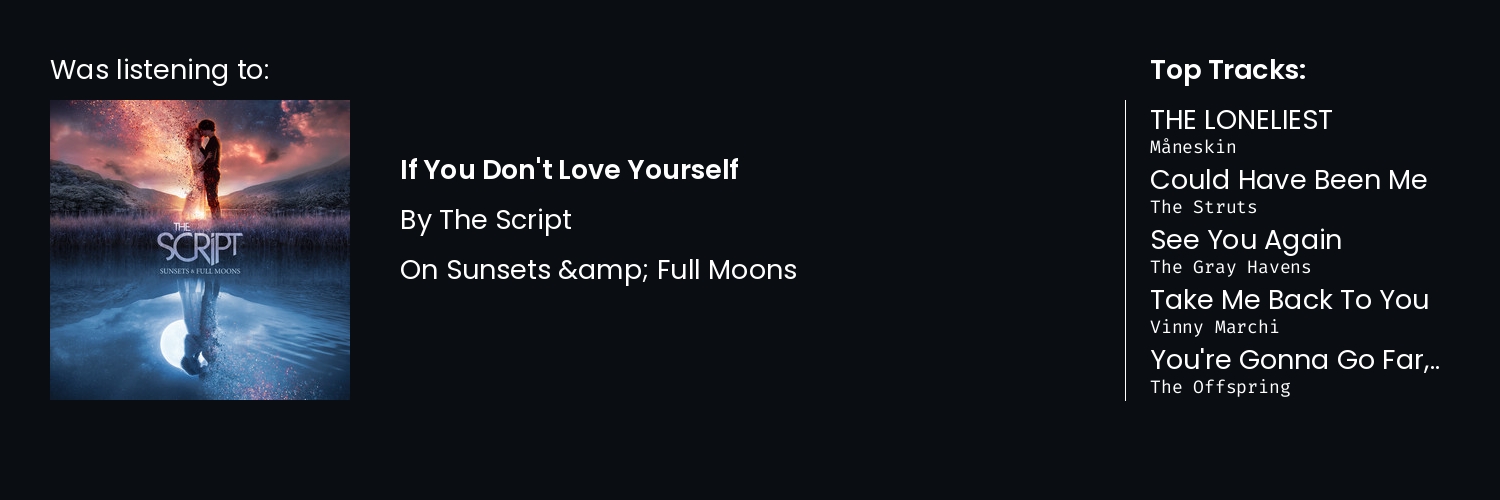 Was listening to:
THE
SCRIPT
SUNSETS & FULL MOONS
If You Don't Love Yourself
By The Script
On Sunsets &amp; Full Moons
Top Tracks:
THE LONELIEST
Måneskin
Could Have Been Me
The Struts
See You Again
The Gray Havens
Take Me Back To You
Vinny Marchi
You're Gonna Go Far,..
The Offspring